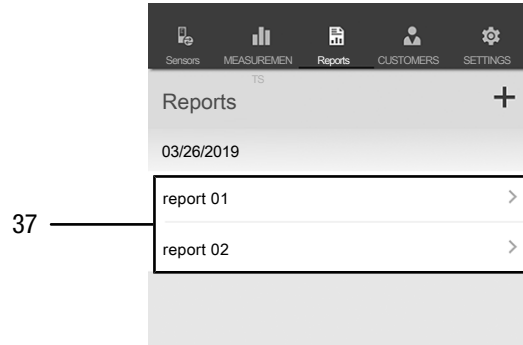 Sensors MEASUREMEN Reports CUSTOMERS SETTINGS
TS
Reports +
03/26/2019
37
report 01 >
report 02 >